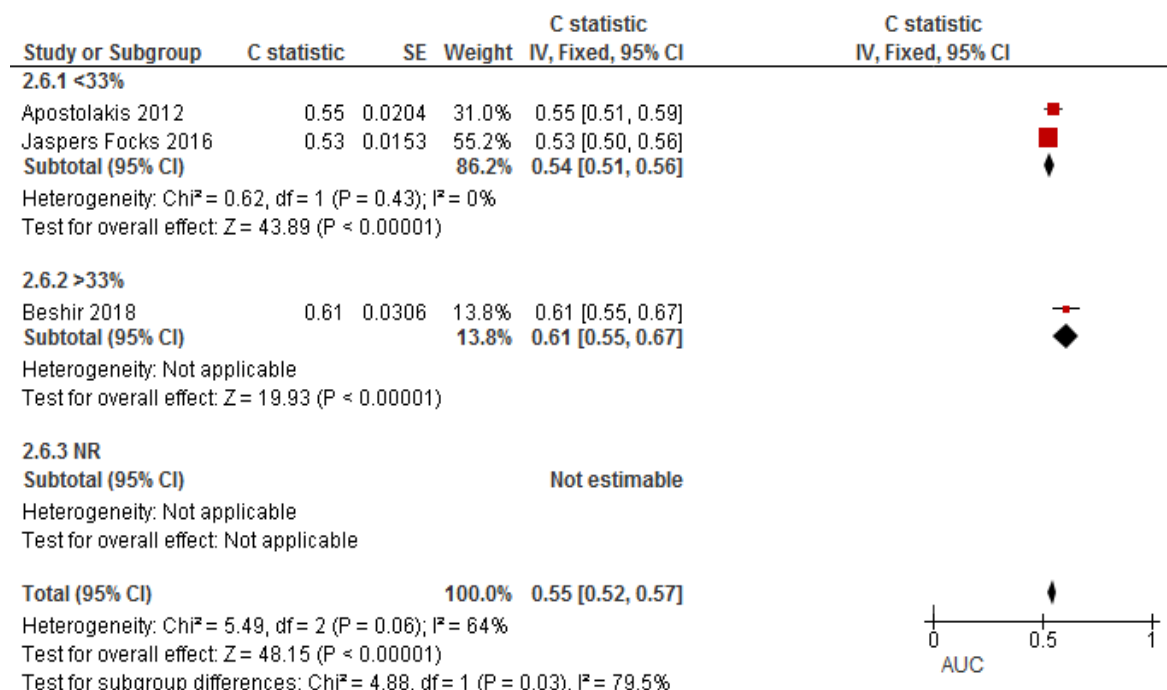 C statistic C statistic
Study or Subgroup C statistic SE Weight IV, Fixed, 95% CI IV, Fixed, 95% CI
2.6.1 <33%
Apostolakis 2012 0.55 0.0204 31.0% 0.55 [0.51, 0.59]
Jaspers Focks 2016 0.53 0.0153 55.2% 0.53 [0.50, 0.56]
Subtotal (95% CI) 86.2% 0.54 [0.51, 0.56]
Heterogeneity: Chi² = 0.62, df = 1 (P = 0.43); I² = 0%
Test for overall effect: Z = 43.89 (P < 0.00001)
2.6.2 >33%
Beshir 2018 0.61 0.0306 13.8% 0.61 [0.55, 0.67]
Subtotal (95% CI) 13.8% 0.61 [0.55, 0.67]
Heterogeneity: Not applicable
Test for overall effect: Z = 19.93 (P < 0.00001)
2.6.3 NR
Subtotal (95% CI) Not estimable
Heterogeneity: Not applicable
Test for overall effect: Not applicable
Total (95% CI) 100.0% 0.55 [0.52, 0.57]
Heterogeneity: Chi² = 5.49, df = 2 (P = 0.06); I² = 64%
Test for overall effect: Z = 48.15 (P < 0.00001)
Test for subgroup differences: Chi² = 4.88, df = 1 (P = 0.03), I² = 79.5%
0 0.5 1
AUC